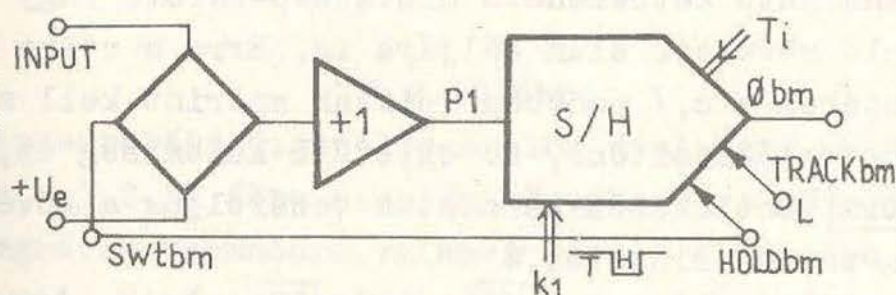 INPUT
+Ue
SWtbm
+1
P1
S/H
Ti
Øbm
TRACKbm
L
HOLDbm
k1
T H